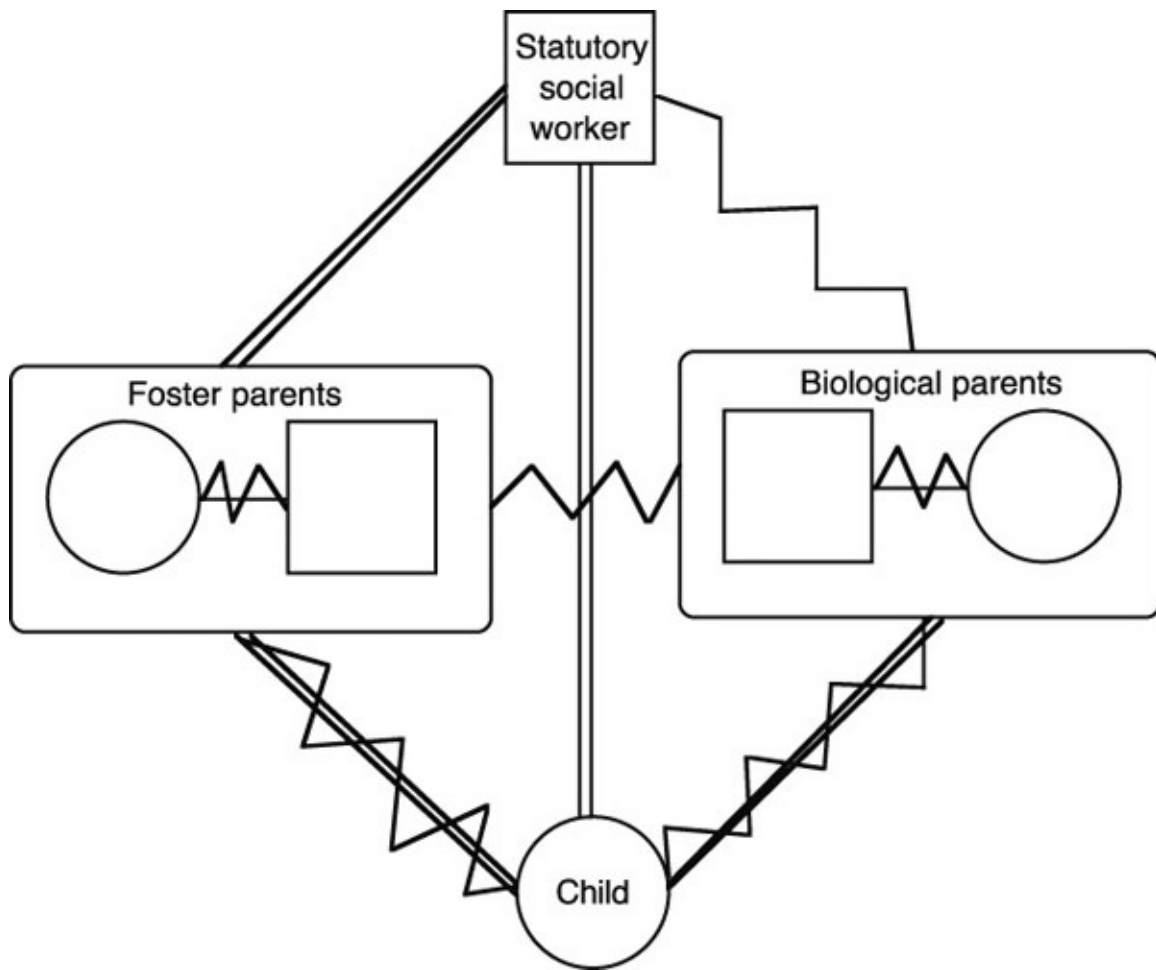 Statutory
social
worker
Foster parents
Biological parents
Child